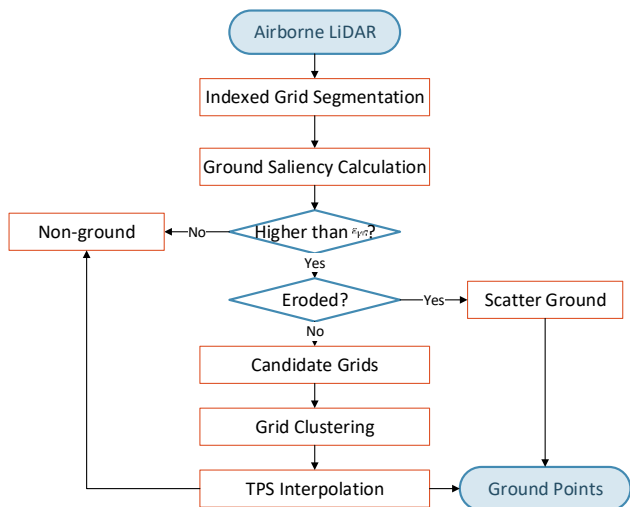 Airborne LiDAR
Indexed Grid Segmentation
Ground Saliency Calculation
Non-ground
No
Higher than ?
Yes
Eroded?
Yes
Scatter Ground
No
Candidate Grids
Grid Clustering
TPS Interpolation
Ground Points